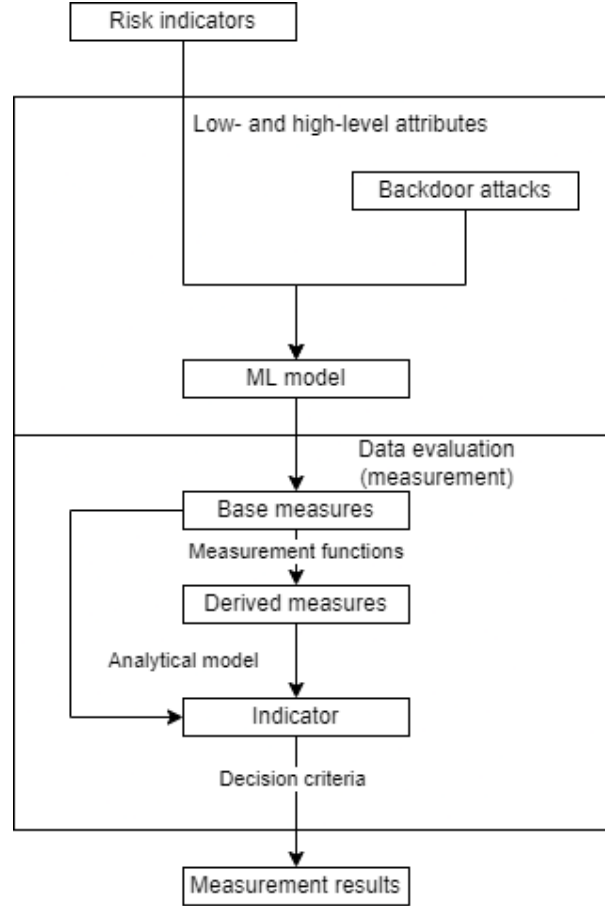 Risk indicators
Low- and high-level attributes
Backdoor attacks
ML model
Data evaluation
(measurement)
Base measures
Measurement functions
Derived measures
Analytical model
Indicator
Decision criteria
Measurement results